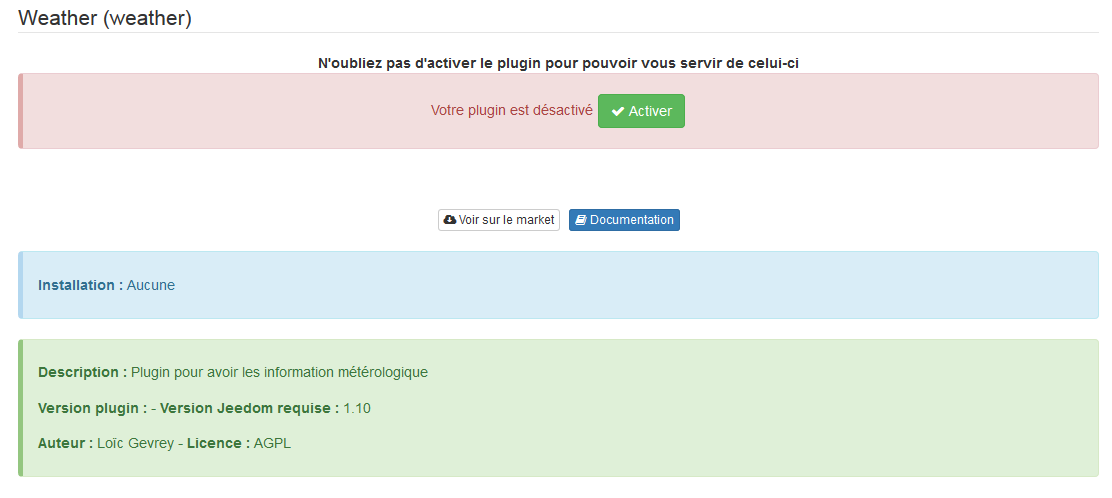 Weather (weather)
N'oubliez pas d'activer le plugin pour pouvoir vous servir de celui-ci
Votre plugin est désactivé Activer
Voir sur le market Documentation
Installation : Aucune
Description : Plugin pour avoir les information métérologique
Version plugin : - Version Jeedom requise : 1.10
Auteur : Loïc Gevrey - Licence : AGPL